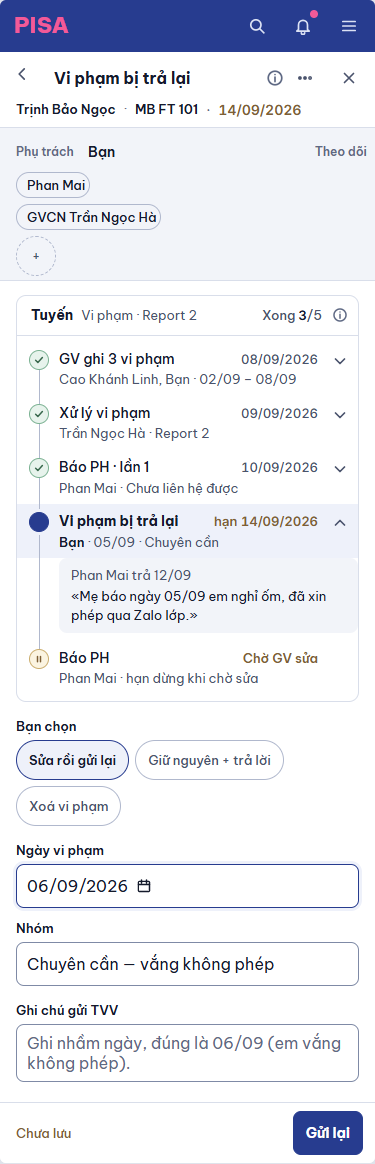 PISA
Vi phạm bị trả lại
Trịnh Bảo Ngọc · MB FT 101 · 14/09/2026
Phụ trách Bạn Theo dõi
Phan Mai
GVCN Trần Ngọc Hà
+
Tuyến Vi phạm · Report 2 Xong 3/5
GV ghi 3 vi phạm 08/09/2026
Cao Khánh Linh, Bạn · 02/09 – 08/09
Xử lý vi phạm 09/09/2026
Trần Ngọc Hà · Report 2
Báo PH · lần 1 10/09/2026
Phan Mai · Chưa liên hệ được
Vi phạm bị trả lại hạn 14/09/2026
Bạn · 05/09 · Chuyên cần
Phan Mai trả 12/09
«Mẹ báo ngày 05/09 em nghỉ ốm, đã xin
phép qua Zalo lớp.»
Báo PH Chờ GV sửa
Phan Mai · hạn dừng khi chờ sửa
Bạn chọn
Sửa rồi gửi lại Giữ nguyên + trả lời
Xoá vi phạm
Ngày vi phạm
06/09/2026
Nhóm
Chuyên cần — vắng không phép
Ghi chú gửi TVV
Ghi nhầm ngày, đúng là 06/09 (em vắng
không phép).
Chưa lưu Gửi lại